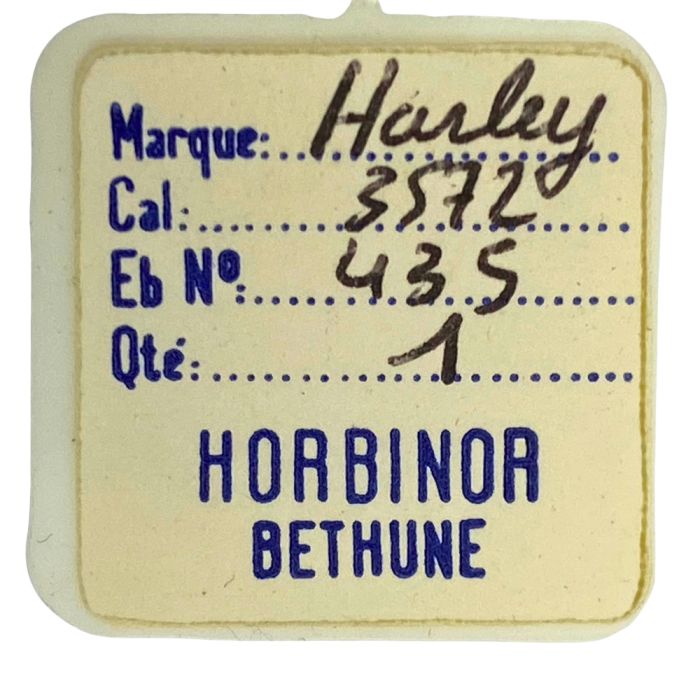 Marque: Harley
Cal: 3572
Eb Nº: 435
Qté: 1
HORBINOR
BETHUNE